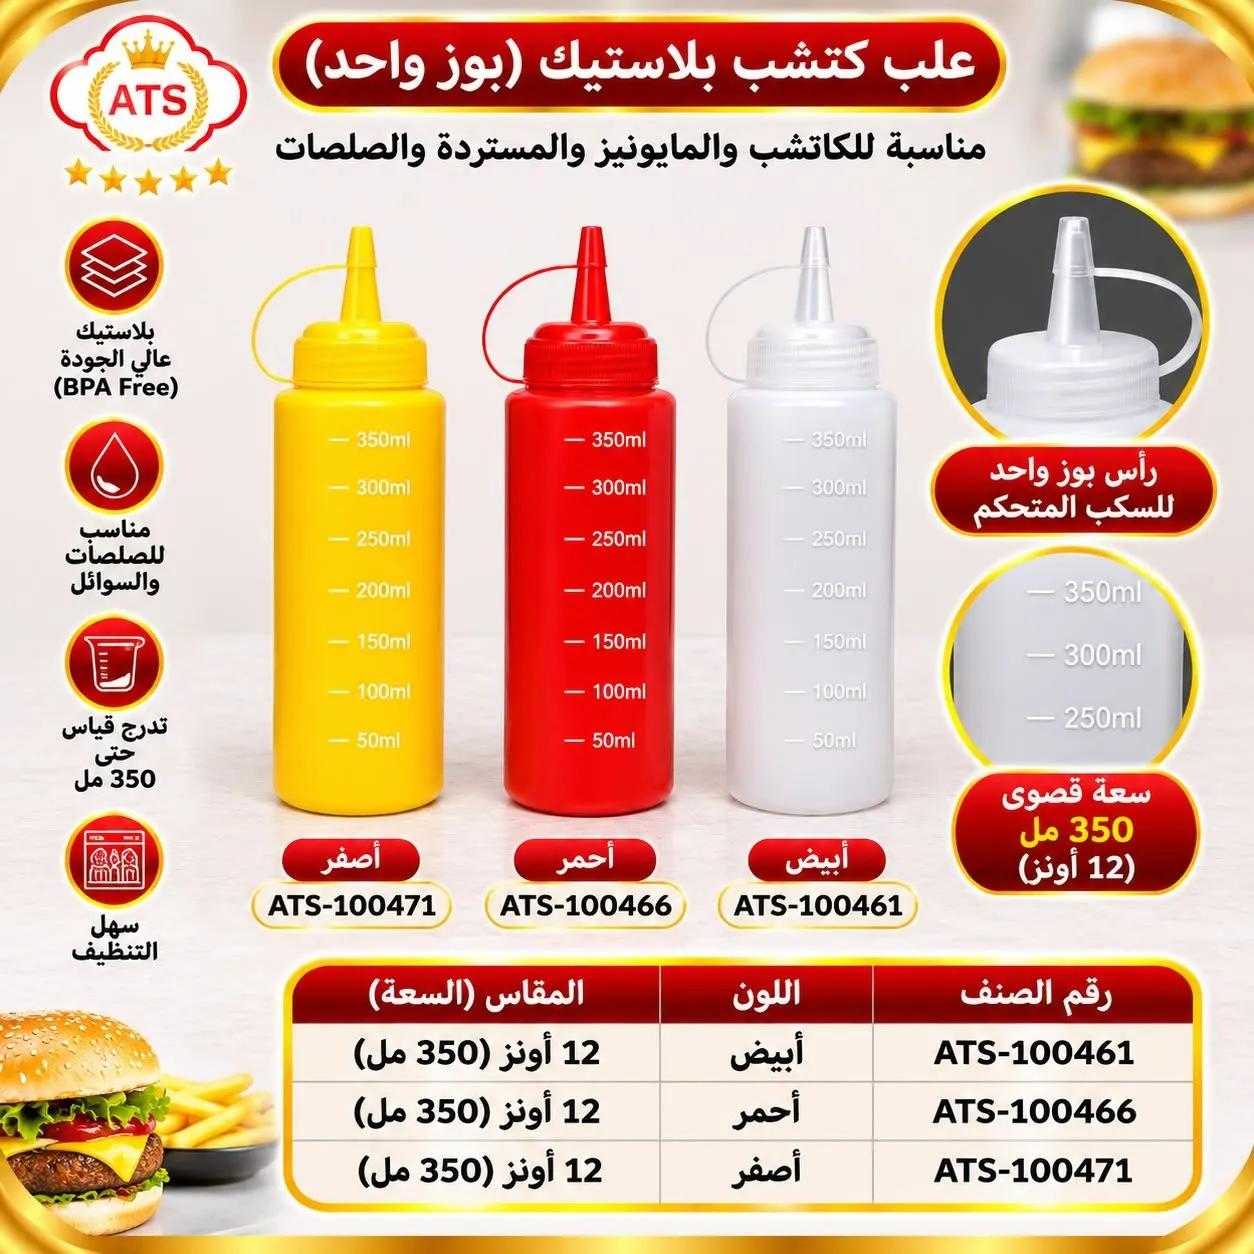 ATS
علب كتشب بلاستيك (بوز واحد)
مناسبة للكاتشب والمايونيز والمستردة والصلصات
بلاستيك
عالي الجودة
(BPA Free)
مناسب
للصلصات
والسوائل
تدرج قياس
حتى
350 مل
سهل
التنظيف
350ml
300ml
250ml
200ml
150ml
100ml
50ml
350ml
300ml
250ml
200ml
150ml
100ml
50ml
350ml
300ml
250ml
200ml
150ml
100ml
50ml
رأس بوز واحد
للسكب المتحكم
350ml
300ml
250ml
سعة قصوى
350 مل
(12 أونز)
أصفر
ATS-100471
أحمر
ATS-100466
أبيض
ATS-100461
رقم الصنف اللون المقاس (السعة)
ATS-100461 أبيض 12 أونز (350 مل)
ATS-100466 أحمر 12 أونز (350 مل)
ATS-100471 أصفر 12 أونز (350 مل)